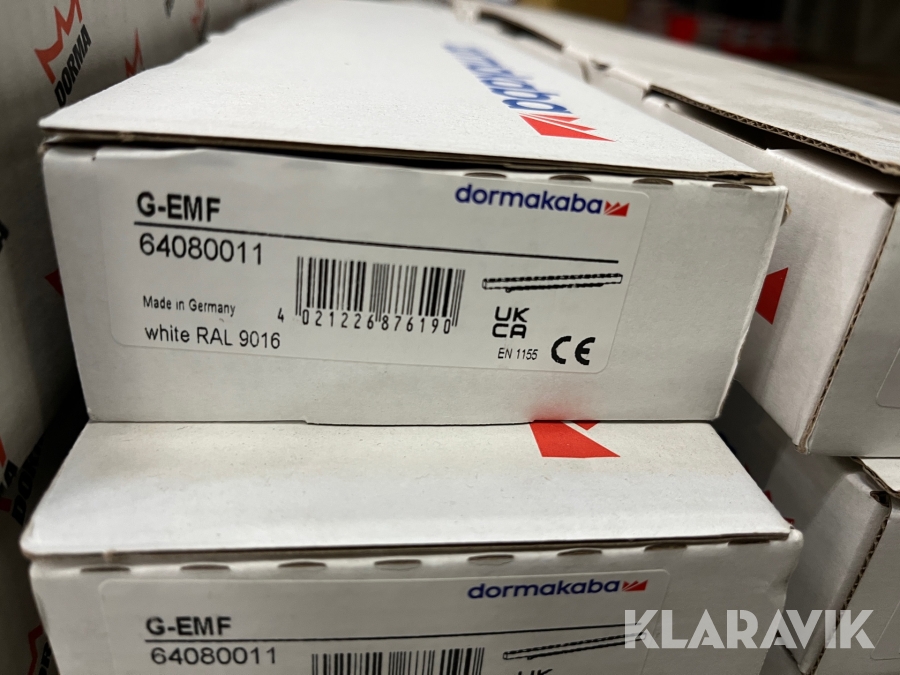 DORMA
dormakaba
dormakaba
G-EMF
64080011
Made in Germany
4 021226 876190
white RAL 9016
UK
CA
EN 1155 CE
DORMA
dormakaba
G-EMF
64080011
KLARAVIK